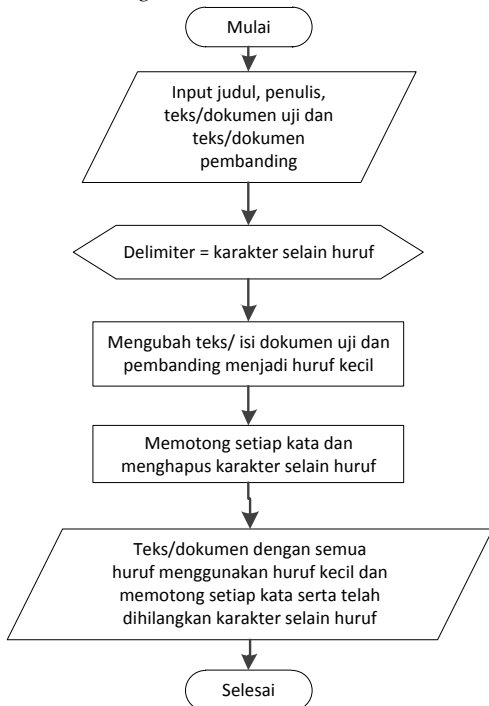 Mulai
Input judul, penulis,
teks/dokumen uji dan
teks/dokumen
pembanding
Delimiter = karakter selain huruf
Mengubah teks/ isi dokumen uji dan
pembanding menjadi huruf kecil
Memotong setiap kata dan
menghapus karakter selain huruf
Teks/dokumen dengan semua
huruf menggunakan huruf kecil dan
memotong setiap kata serta telah
dihilangkan karakter selain huruf
Selesai